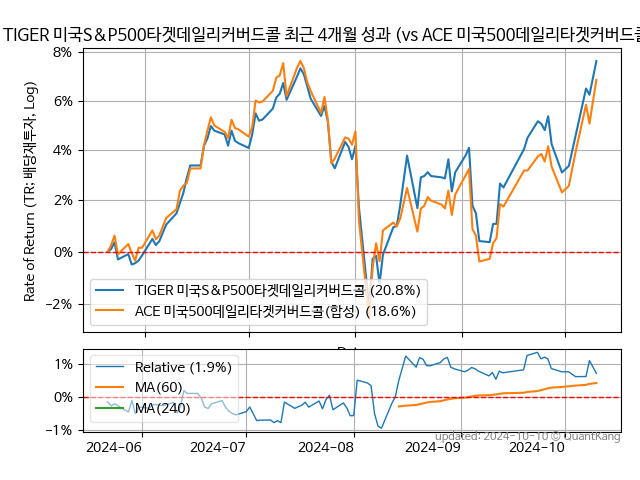 TIGER 미국S&P500타겟데일리커버드콜 최근 4개월 성과 (vs ACE 미국500데일리타겟커버드콜
8%
6%
4%
2%
0%
−2%
Rate of Return (TR: 배당재투자, Log)
TIGER 미국S&P500타겟데일리커버드콜 (20.8%)
ACE 미국500데일리타겟커버드콜(합성) (18.6%)
1%
0%
−1%
Relative (1.9%)
MA(60)
MA(240)
2024-06
2024-07
2024-08
2024-09
2024-10
updated: 2024-10-10 © QuantKang